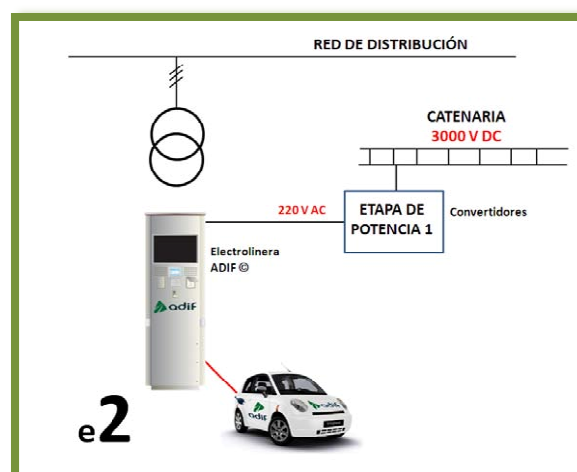 RED DE DISTRIBUCIÓN
CATENARIA
3000 V DC
220 V AC
ETAPA DE
POTENCIA 1
Convertidores
Electrolinera
ADIF ©
adif
adif
e2